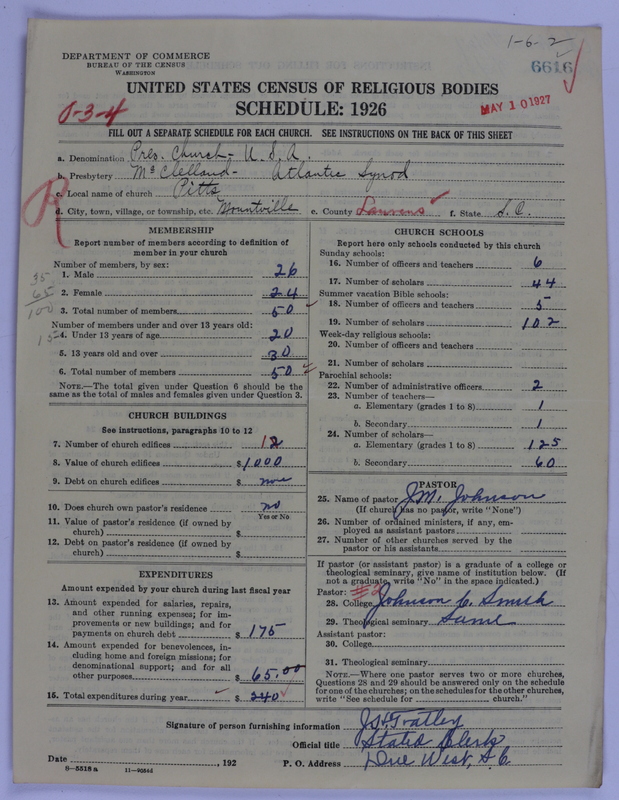 1-6-2
DEPARTMENT OF COMMERCE
BUREAU OF THE CENSUS
WASHINGTON
6616
UNITED STATES CENSUS OF RELIGIOUS BODIES
SCHEDULE: 1926
MAY 10 1927
0-3-4
FILL OUT A SEPARATE SCHEDULE FOR EACH CHURCH. SEE INSTRUCTIONS ON THE BACK OF THIS SHEET
a. Denomination Pres. Church - U.S.A.
b. Presbytery McClelland - Atlantic Synod
c. Local name of church Pitts
R
d. City, town, village, or township, etc. Mountville e. County Laurens f. State S.C.
MEMBERSHIP
Report number of members according to definition of
member in your church
Number of members, by sex:
1. Male 26
2. Female 24
3. Total number of members 50
35
65
100
Number of members under and over 13 years old:
4. Under 13 years of age 20
5. 13 years old and over 30
6. Total number of members 50
NOTE.—The total given under Question 6 should be the
same as the total of males and females given under Question 3.
CHURCH BUILDINGS
See instructions, paragraphs 10 to 12
7. Number of church edifices 1
8. Value of church edifices $1000
9. Debt on church edifices $ none
10. Does church own pastor's residence no
Yes or No
11. Value of pastor's residence (if owned by
church) $
12. Debt on pastor's residence (if owned by
church) $
EXPENDITURES
Amount expended by your church during last fiscal year
13. Amount expended for salaries, repairs,
and other running expenses; for im-
provements or new buildings; and for
payments on church debt $ 175
14. Amount expended for benevolences, in-
cluding home and foreign missions; for
denominational support; and for all
other purposes $ 65.00
15. Total expenditures during year $ 240
CHURCH SCHOOLS
Report here only schools conducted by this church
Sunday schools:
16. Number of officers and teachers 6
17. Number of scholars 44
Summer vacation Bible schools:
18. Number of officers and teachers 5
19. Number of scholars 102
Week-day religious schools:
20. Number of officers and teachers
21. Number of scholars
Parochial schools:
22. Number of administrative officers 2
23. Number of teachers—
a. Elementary (grades 1 to 8) 1
b. Secondary 1
24. Number of scholars—
a. Elementary (grades 1 to 8) 125
b. Secondary 60
PASTOR
25. Name of pastor J.M. Johnson
(If church has no pastor, write "None")
26. Number of ordained ministers, if any, em-
ployed as assistant pastors
27. Number of other churches served by the
pastor or his assistants
If pastor (or assistant pastor) is a graduate of a college or
theological seminary, give name of institution below. (If
not a graduate, write "No" in the space indicated.)
Pastor: #2
28. College Johnson C. Smith
29. Theological seminary Same
Assistant pastor:
30. College
31. Theological seminary
NOTE.—Where one pastor serves two or more churches,
Questions 28 and 29 should be answered only on the schedule
for one of the churches; on the schedules for the other churches,
write "See schedule for church."
Signature of person furnishing information
Official title Stated Clerk
Date , 192 P. O. Address Due West, S.C.
8-5518a 11-9084d